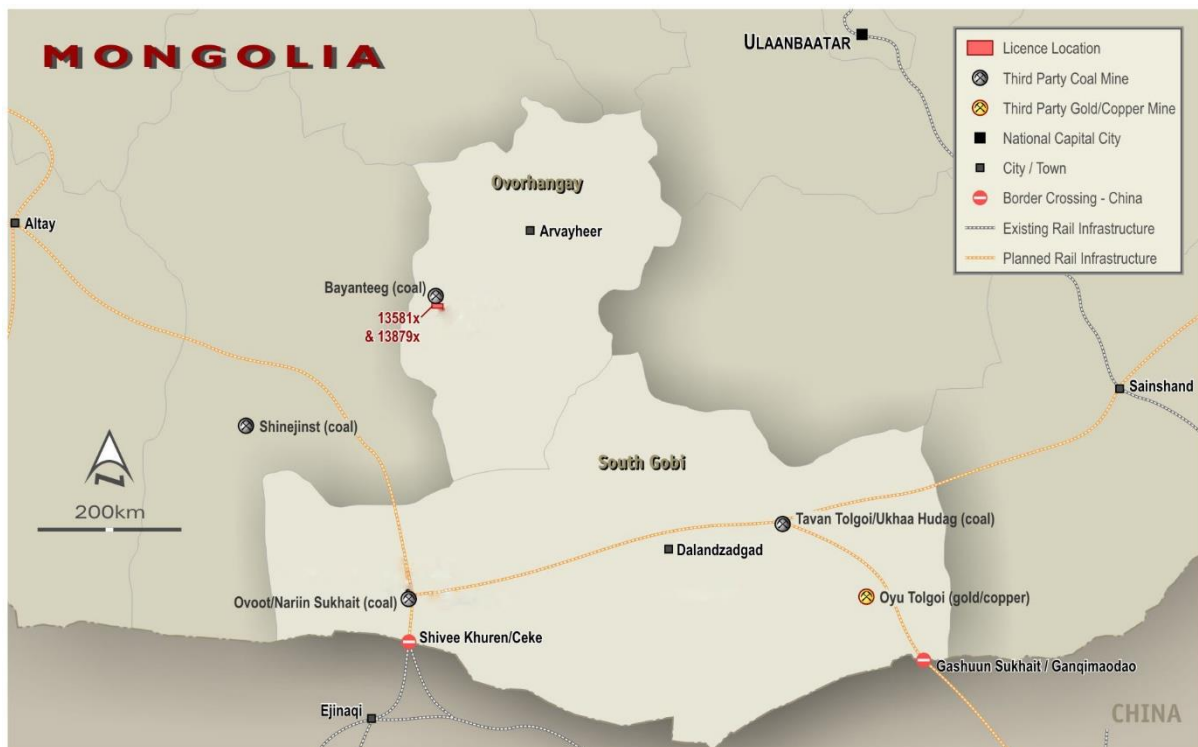 MONGOLIA
ULAANBAATAR
Licence Location
Third Party Coal Mine
Third Party Gold/Copper Mine
National Capital City
City / Town
Border Crossing - China
Existing Rail Infrastructure
Planned Rail Infrastructure
Ovorhangay
Altay
Arvayheer
Bayanteeg (coal)
13581x
& 13879x
Sainshand
Shinejinst (coal)
South Gobi
N
200km
Tavan Tolgoi/Ukhaa Hudag (coal)
Dalandzadgad
Ovoot/Nariin Sukhait (coal)
Oyu Tolgoi (gold/copper)
Shivee Khuren/Ceke
Gashuun Sukhait / Ganqimaodao
Ejinaqi
CHINA